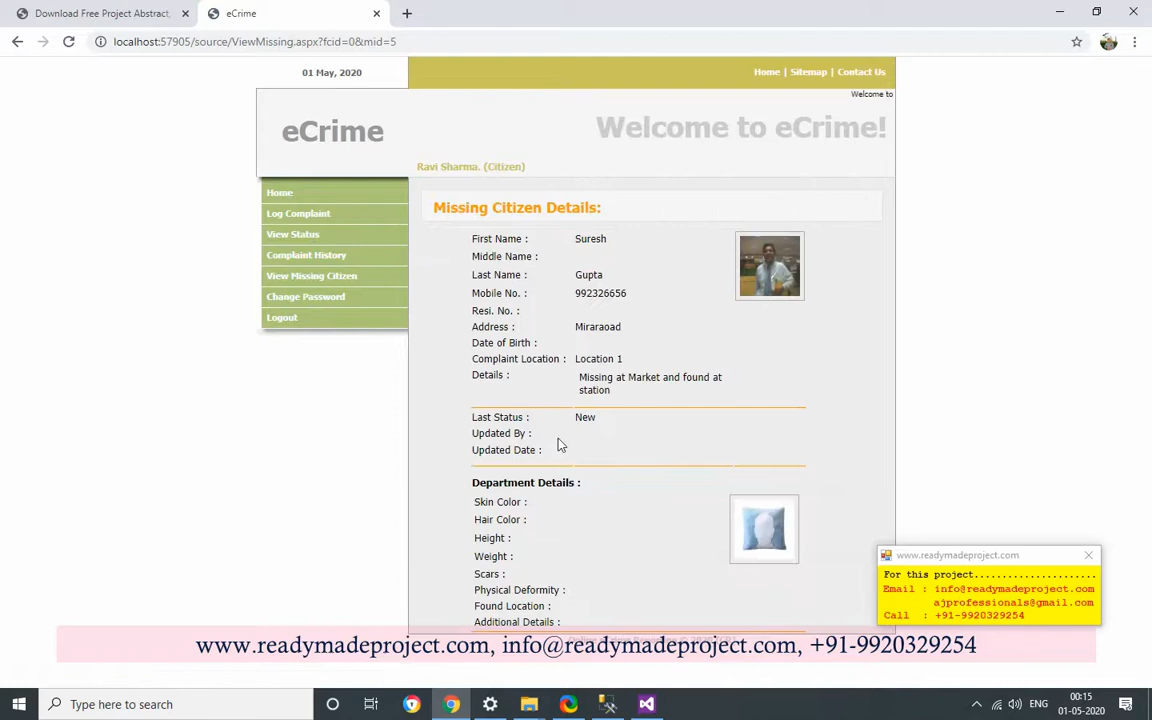 Download Free Project Abstract,
eCrime
localhost:57905/source/ViewMissing.aspx?fcid=0&mid=5
01 May, 2020
Home | Sitemap | Contact Us
Welcome to
eCrime
Welcome to eCrime!
Ravi Sharma. (Citizen)
Home
Log Complaint
View Status
Complaint History
View Missing Citizen
Change Password
Logout
Missing Citizen Details:
First Name : Suresh
Middle Name :
Last Name : Gupta
Mobile No. : 992326656
Resi. No. :
Address : Miraraoad
Date of Birth :
Complaint Location : Location 1
Details : Missing at Market and found at
station
Last Status : New
Updated By :
Updated Date :
Department Details :
Skin Color :
Hair Color :
Height :
Weight :
Scars :
Physical Deformity :
Found Location :
Additional Details :
www.readymadeproject.com
For this project......................
Email : info@readymadeproject.com
ajprofessionals@gmail.com
Call : +91-9920329254
www.readymadeproject.com, info@readymadeproject.com, +91-9920329254
Type here to search
ENG
00:15
01-05-2020